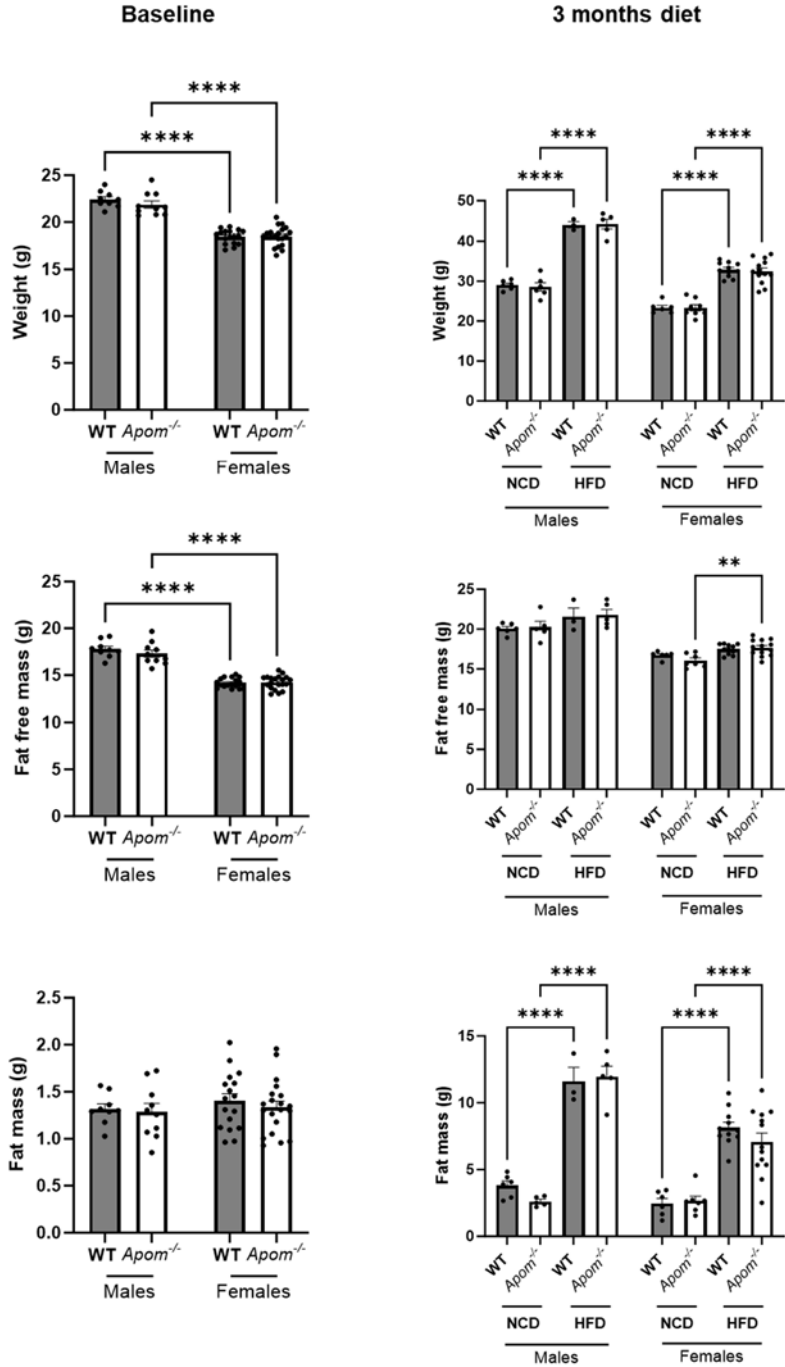 Baseline
3 months diet
**** 
****
Weight (g)
25
20
15
10
5
0
WT Apom-/- WT Apom-/-
Males Females
****
****
****
****
Weight (g)
50
40
30
20
10
0
WT Apom-/- WT Apom-/- WT Apom-/- WT Apom-/-
NCD HFD NCD HFD
Males Females
****
****
Fat free mass (g)
25
20
15
10
5
0
WT Apom-/- WT Apom-/-
Males Females
**
Fat free mass (g)
25
20
15
10
5
0
WT Apom-/- WT Apom-/- WT Apom-/- WT Apom-/-
NCD HFD NCD HFD
Males Females
Fat mass (g)
2.5
2.0
1.5
1.0
0.5
0.0
WT Apom-/- WT Apom-/-
Males Females
****
****
****
****
Fat mass (g)
15
10
5
0
WT Apom-/- WT Apom-/- WT Apom-/- WT Apom-/-
NCD HFD NCD HFD
Males Females